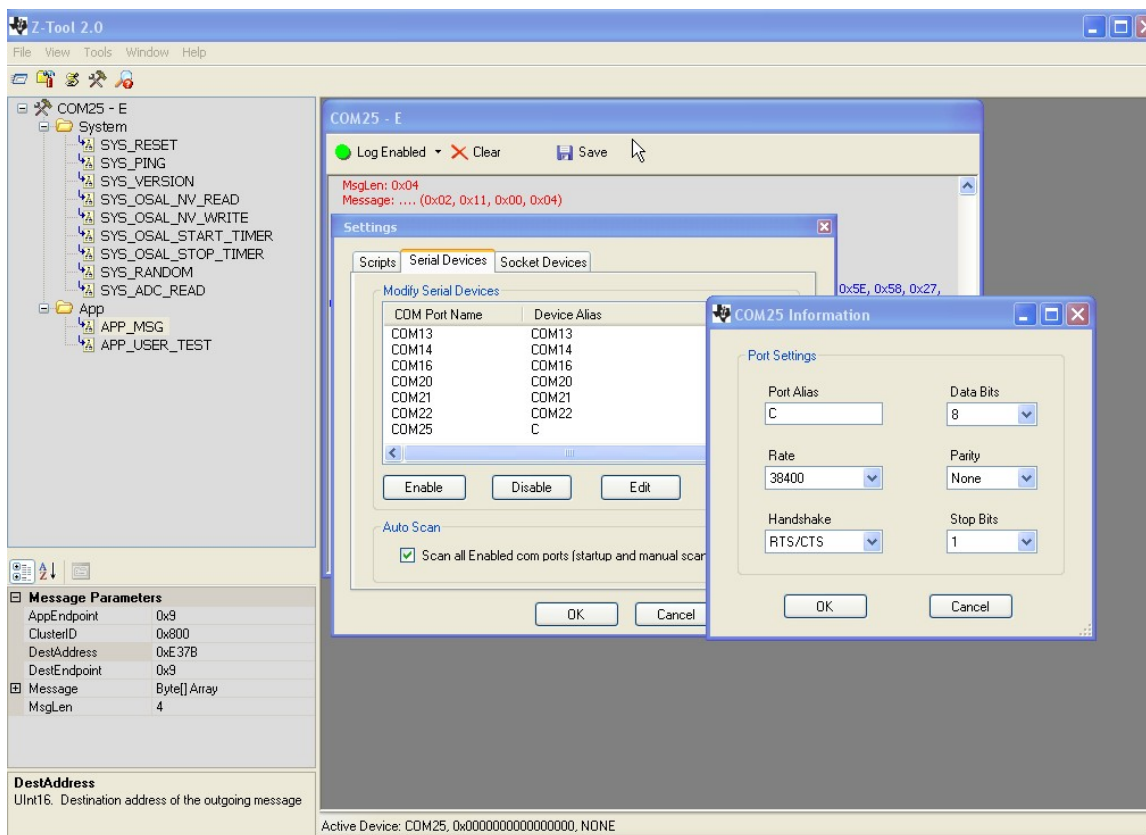 Z-Tool 2.0
File View Tools Window Help
COM25 - E
System
SYS_RESET
SYS_PING
SYS_VERSION
SYS_OSAL_NV_READ
SYS_OSAL_NV_WRITE
SYS_OSAL_START_TIMER
SYS_OSAL_STOP_TIMER
SYS_RANDOM
SYS_ADC_READ
App
APP_MSG
APP_USER_TEST
Message Parameters
AppEndpoint 0x9
ClusterID 0x800
DestAddress 0xE37B
DestEndpoint 0x9
Message Byte[] Array
MsgLen 4
DestAddress
UInt16. Destination address of the outgoing message
COM25 - E
Log Enabled Clear Save
MsgLen: 0x04
Message: .... (0x02, 0x11, 0x00, 0x04)
0x5E, 0x58, 0x27,
Settings
Scripts Serial Devices Socket Devices
Modify Serial Devices
COM Port Name Device Alias
COM13 COM13
COM14 COM14
COM16 COM16
COM20 COM20
COM21 COM21
COM22 COM22
COM25 C
Enable Disable Edit
Auto Scan
Scan all Enabled com ports (startup and manual scan
OK Cancel
COM25 Information
Port Settings
Port Alias Data Bits
C 8
Rate Parity
38400 None
Handshake Stop Bits
RTS/CTS 1
OK Cancel
Active Device: COM25, 0x0000000000000000, NONE